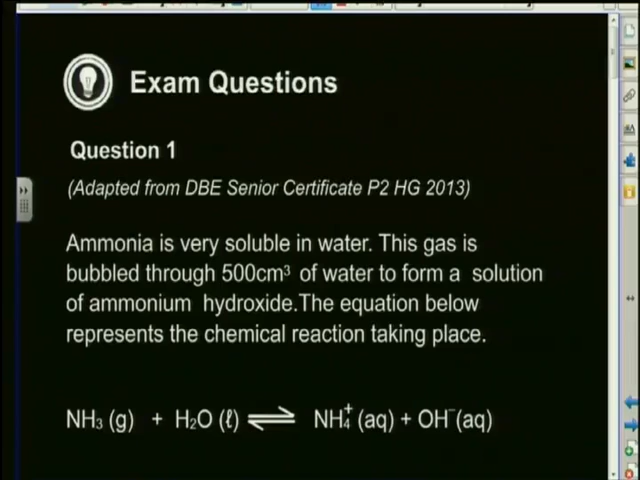 Exam Questions
Question 1
(Adapted from DBE Senior Certificate P2 HG 2013)
Ammonia is very soluble in water. This gas is
bubbled through 500cm³ of water to form a solution
of ammonium hydroxide.The equation below
represents the chemical reaction taking place.
NH₃ (g) + H₂O (ℓ) ⇌ NH₄⁺ (aq) + OH⁻(aq)